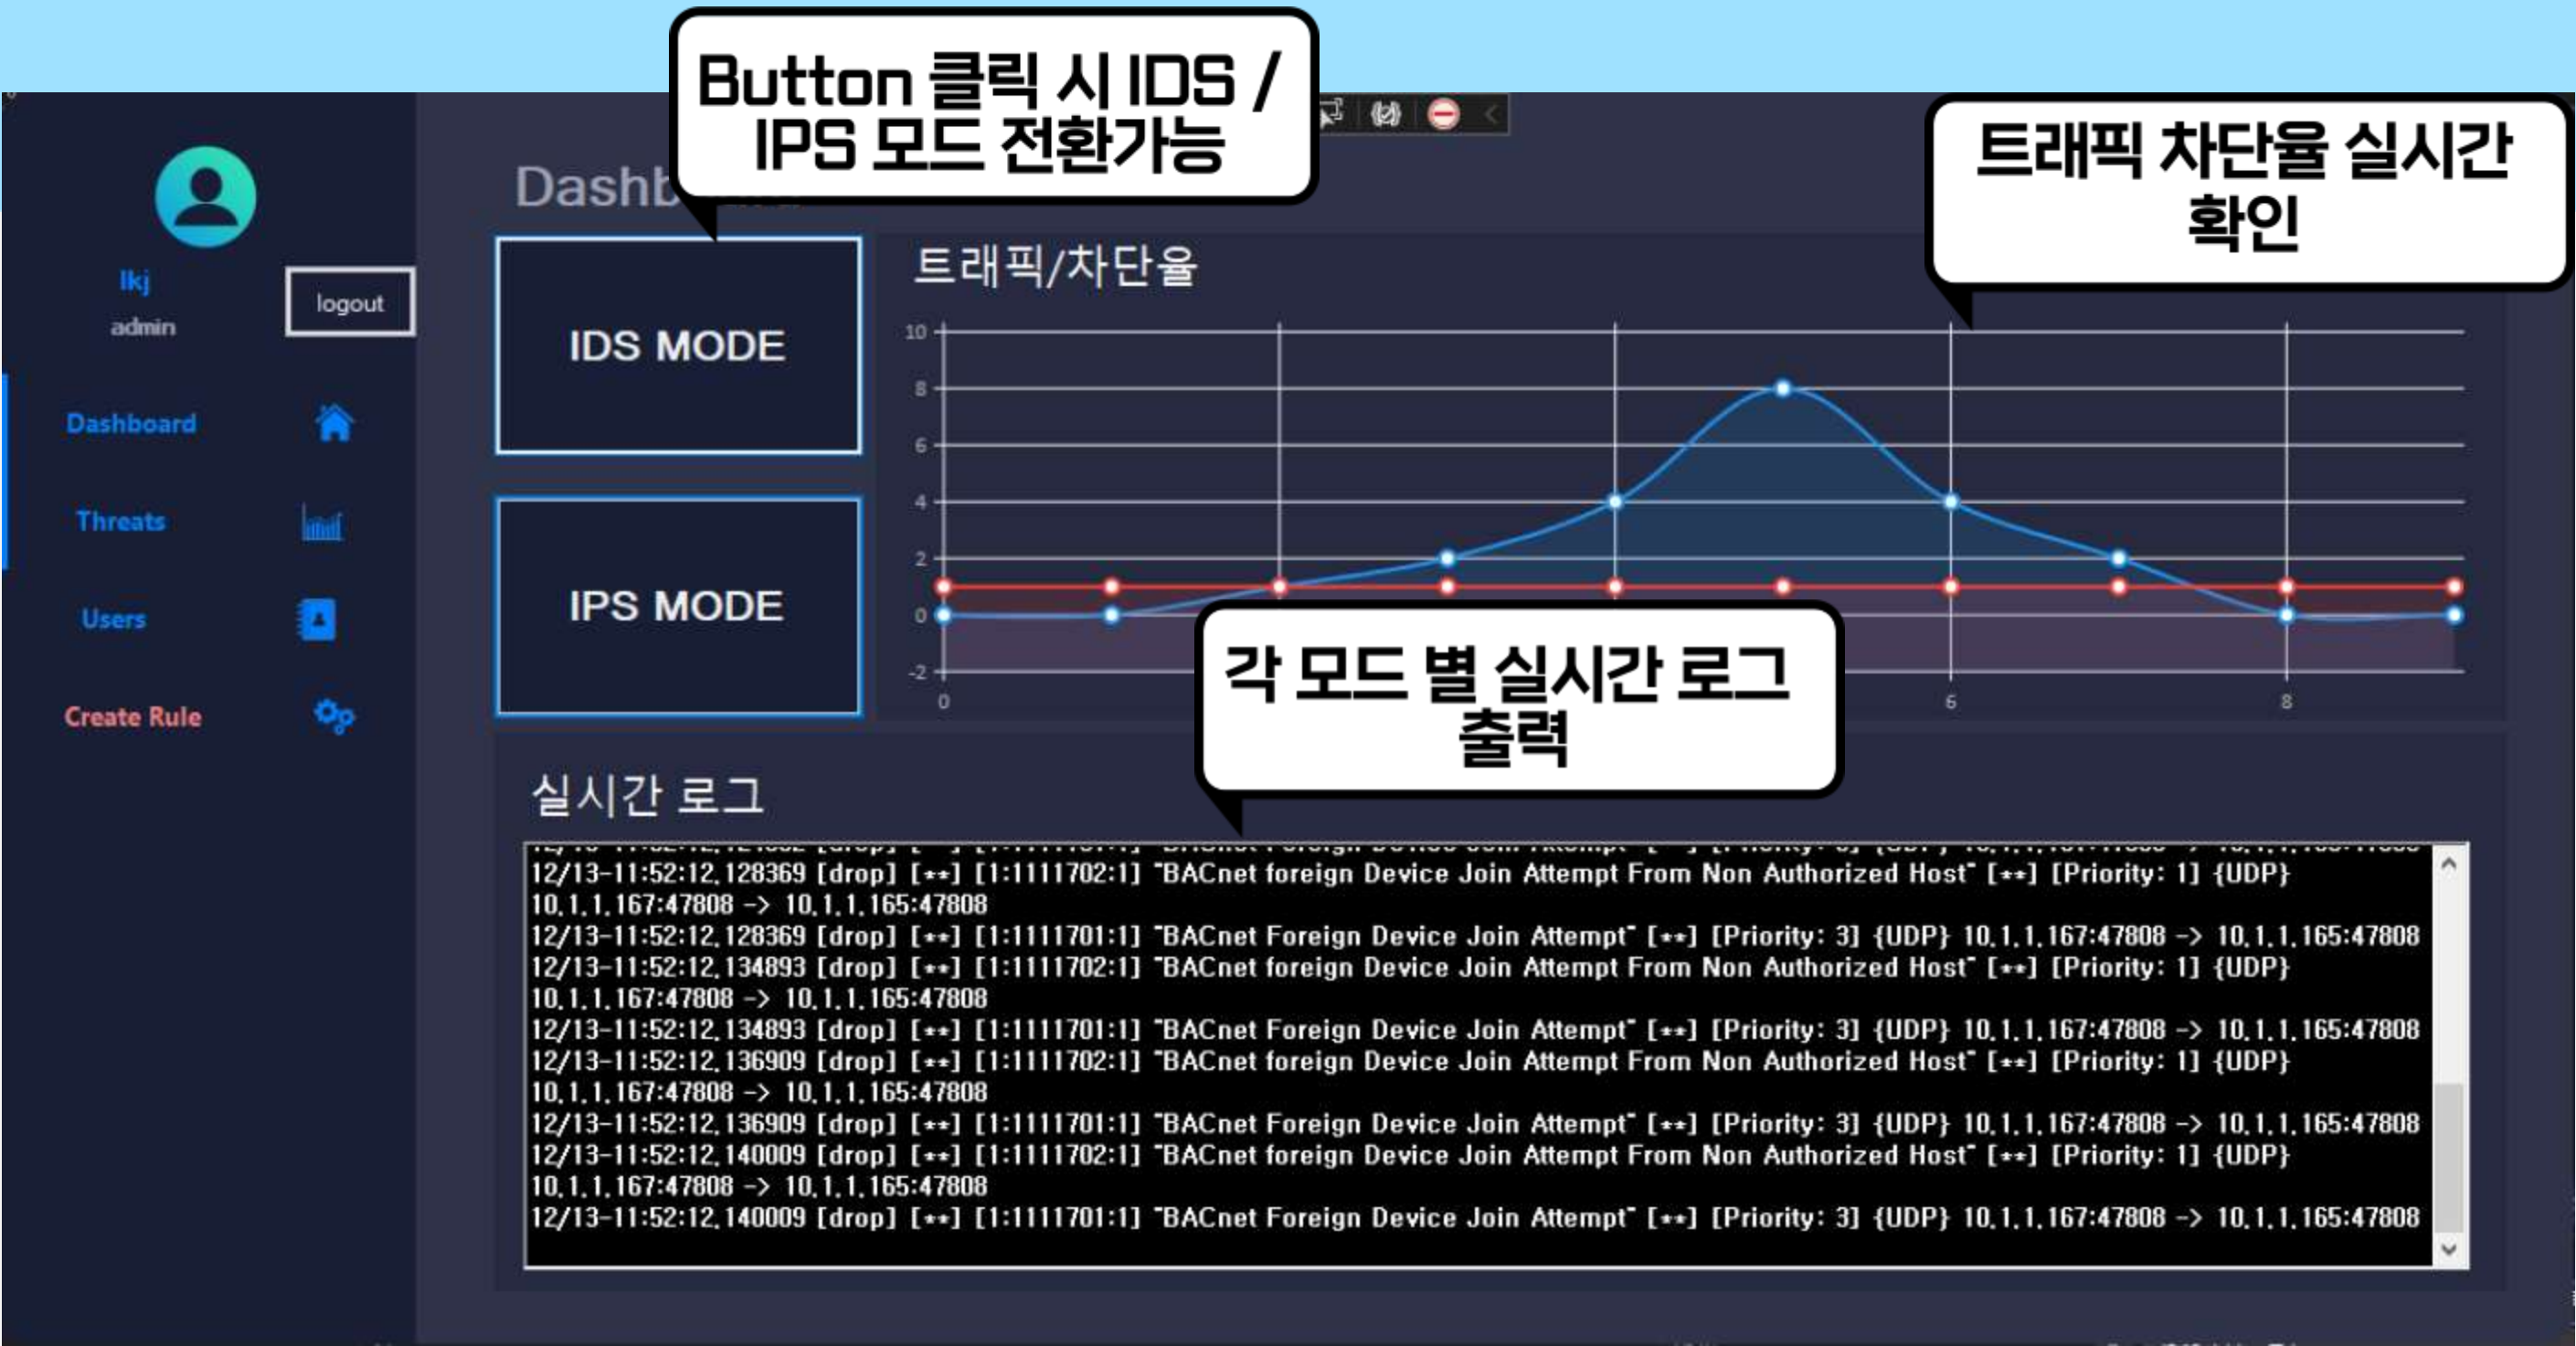 Button 클릭 시 IDS /
IPS 모드 전환가능
트래픽 차단율 실시간
확인
lkj
admin
logout
Dashboard
Threats
Users
Create Rule
IDS MODE
IPS MODE
트래픽/차단율
10
8
6
4
2
0
-2
0
6
8
각 모드 별 실시간 로그
출력
실시간 로그
12/13-11:52:12.128369 [drop] [**] [1:1111702:1] "BACnet foreign Device Join Attempt From Non Authorized Host" [**] [Priority: 1] {UDP}
10.1.1.167:47808 -> 10.1.1.165:47808
12/13-11:52:12.128369 [drop] [**] [1:1111701:1] "BACnet Foreign Device Join Attempt" [**] [Priority: 3] {UDP} 10.1.1.167:47808 -> 10.1.1.165:47808
12/13-11:52:12.134893 [drop] [**] [1:1111702:1] "BACnet foreign Device Join Attempt From Non Authorized Host" [**] [Priority: 1] {UDP}
10.1.1.167:47808 -> 10.1.1.165:47808
12/13-11:52:12.134893 [drop] [**] [1:1111701:1] "BACnet Foreign Device Join Attempt" [**] [Priority: 3] {UDP} 10.1.1.167:47808 -> 10.1.1.165:47808
12/13-11:52:12.136909 [drop] [**] [1:1111702:1] "BACnet foreign Device Join Attempt From Non Authorized Host" [**] [Priority: 1] {UDP}
10.1.1.167:47808 -> 10.1.1.165:47808
12/13-11:52:12.136909 [drop] [**] [1:1111701:1] "BACnet Foreign Device Join Attempt" [**] [Priority: 3] {UDP} 10.1.1.167:47808 -> 10.1.1.165:47808
12/13-11:52:12.140009 [drop] [**] [1:1111702:1] "BACnet foreign Device Join Attempt From Non Authorized Host" [**] [Priority: 1] {UDP}
10.1.1.167:47808 -> 10.1.1.165:47808
12/13-11:52:12.140009 [drop] [**] [1:1111701:1] "BACnet Foreign Device Join Attempt" [**] [Priority: 3] {UDP} 10.1.1.167:47808 -> 10.1.1.165:47808